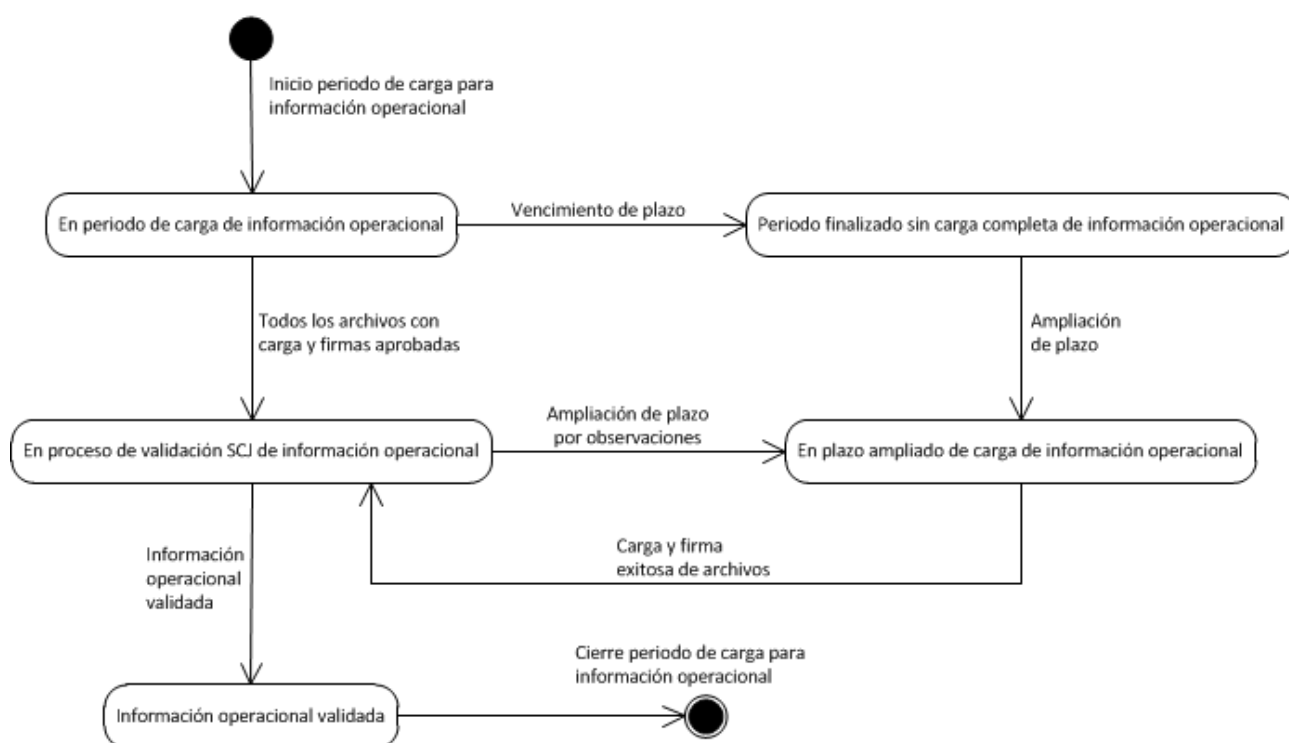 Inicio periodo de carga para
información operacional
En periodo de carga de información operacional
Vencimiento de plazo
Periodo finalizado sin carga completa de información operacional
Todos los archivos con
carga y firmas aprobadas
Ampliación
de plazo
En proceso de validación SCJ de información operacional
Ampliación de plazo
por observaciones
En plazo ampliado de carga de información operacional
Información
operacional
validada
Carga y firma
exitosa de archivos
Cierre periodo de carga para
información operacional
Información operacional validada